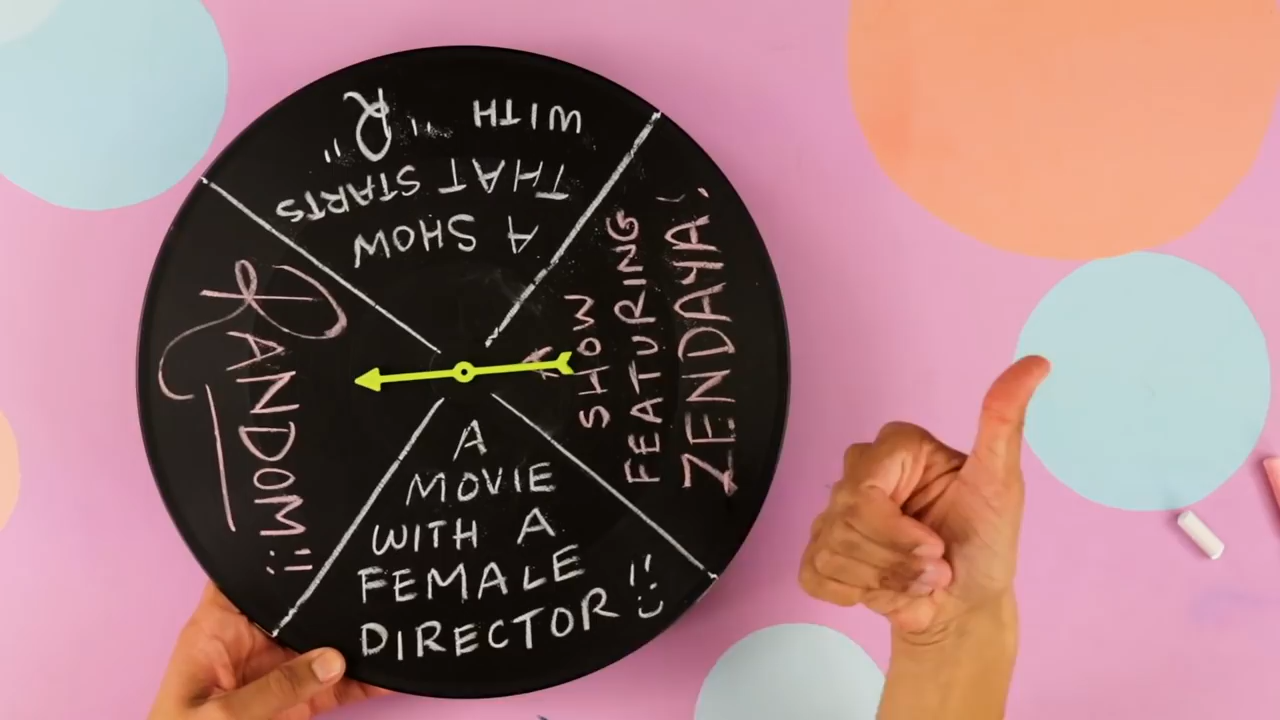 A SHOW
THAT STARTS
WITH "R"
A
SHOW
FEATURING
ZENDAYA!
RANDOM!!
A
MOVIE
WITH A
FEMALE
DIRECTOR!!